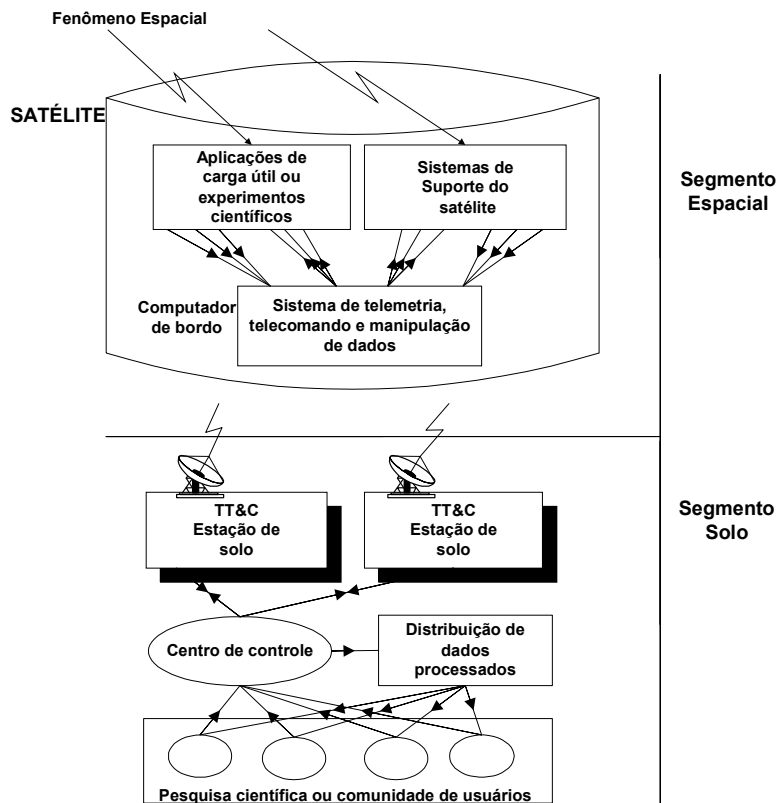 Fenômeno Espacial
SATÉLITE
Aplicações de
carga útil ou
experimentos
científicos
Sistemas de
Suporte do
satélite
Segmento
Espacial
Computador
de bordo
Sistema de telemetria,
telecomando e manipulação
de dados
TT&C
Estação de
solo
TT&C
Estação de
solo
Segmento
Solo
Centro de controle
Distribuição de
dados
processados
Pesquisa científica ou comunidade de usuários